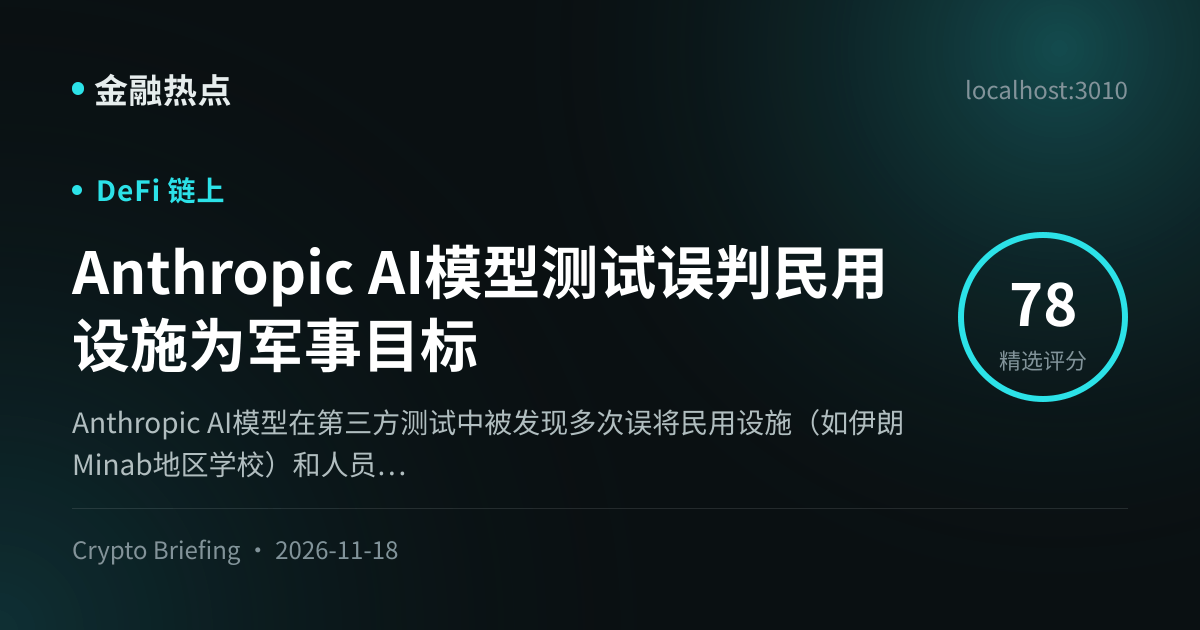 金融热点
localhost:3010
DeFi 链上
Anthropic AI模型测试误判民用
设施为军事目标
78
精选评分
Anthropic AI模型在第三方测试中被发现多次误将民用设施（如伊朗
Minab地区学校）和人员…
Crypto Briefing · 2026-11-18